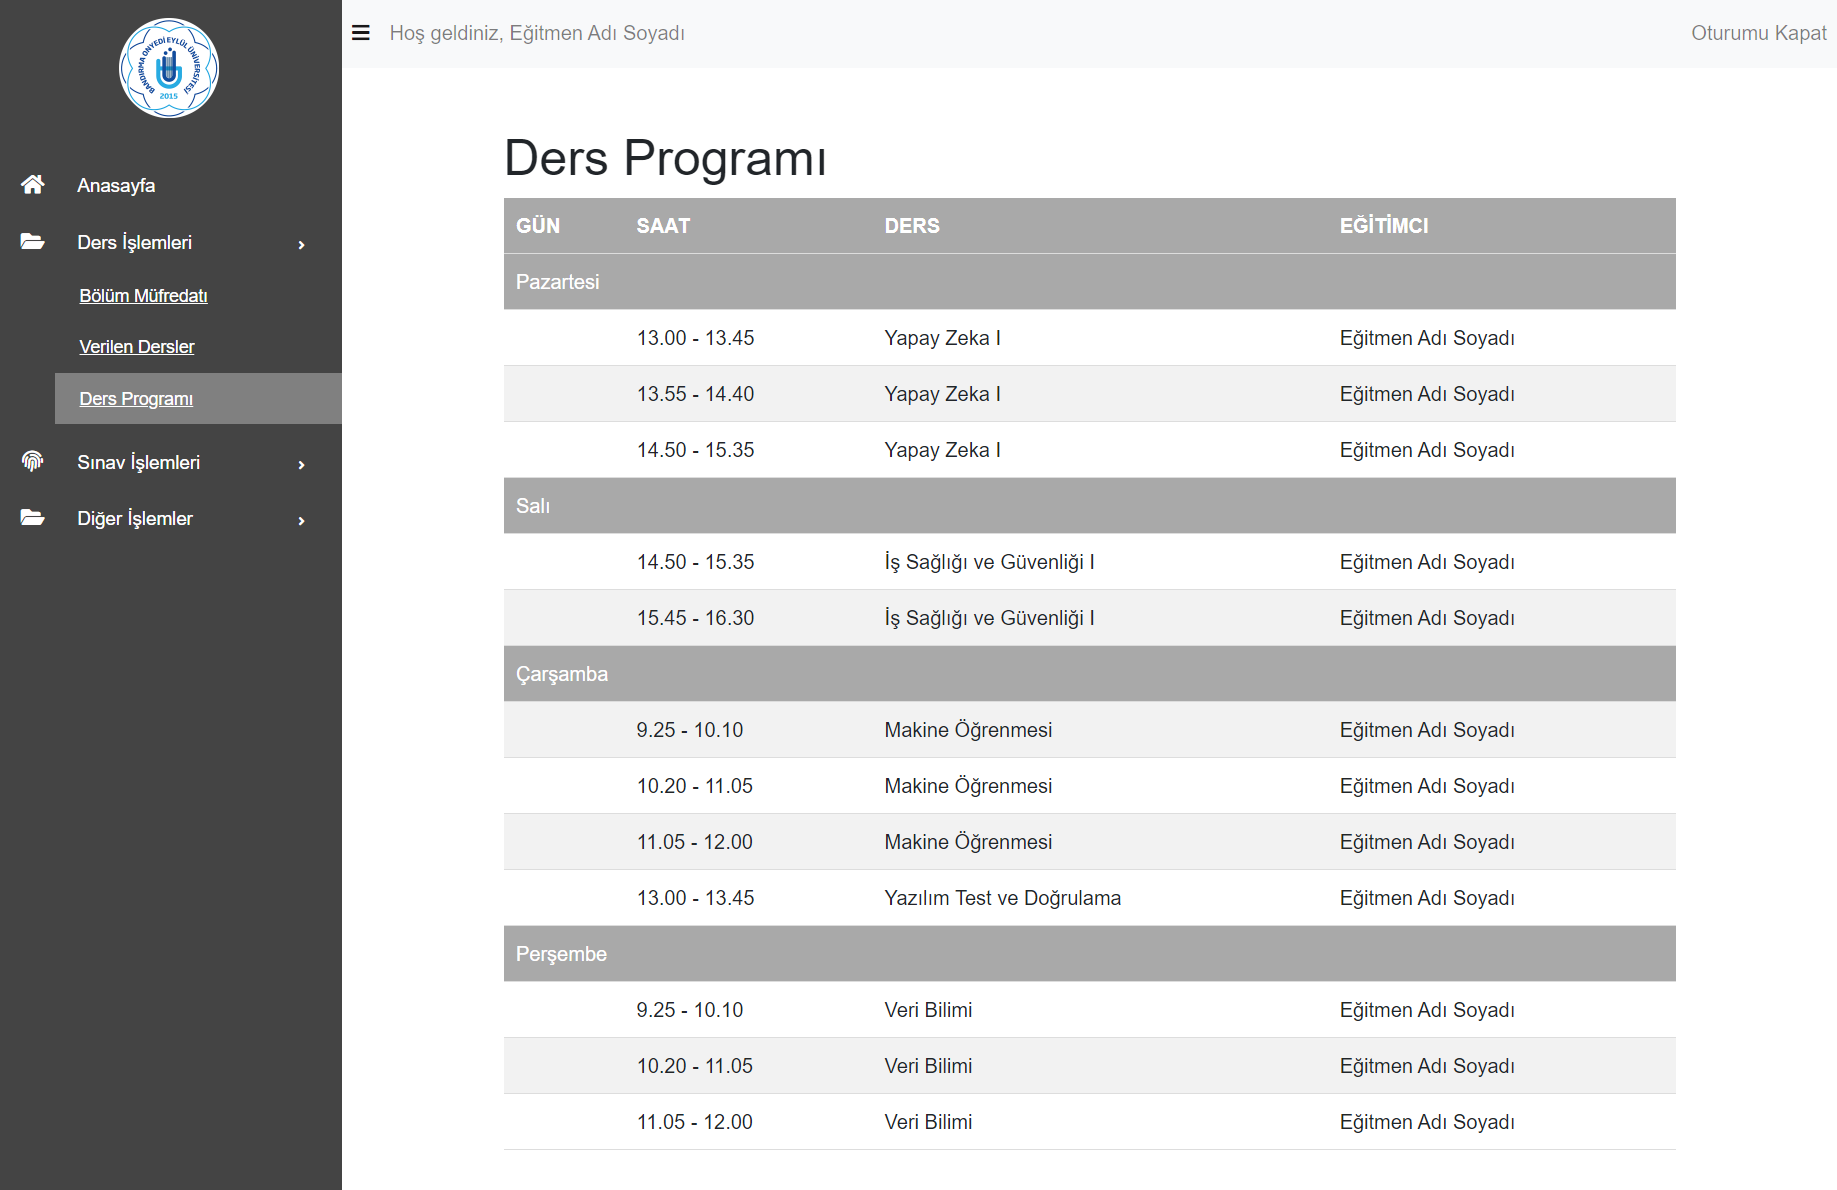 BANDIRMA ONYEDİ EYLÜL ÜNİVERSİTESİ
2015
Hoş geldiniz, Eğitmen Adı Soyadı
Oturumu Kapat
Anasayfa
Ders İşlemleri
Bölüm Müfredatı
Verilen Dersler
Ders Programı
Sınav İşlemleri
Diğer İşlemler
Ders Programı
GÜN SAAT DERS EĞİTİMCI
Pazartesi
13.00 - 13.45 Yapay Zeka I Eğitmen Adı Soyadı
13.55 - 14.40 Yapay Zeka I Eğitmen Adı Soyadı
14.50 - 15.35 Yapay Zeka I Eğitmen Adı Soyadı
Salı
14.50 - 15.35 İş Sağlığı ve Güvenliği I Eğitmen Adı Soyadı
15.45 - 16.30 İş Sağlığı ve Güvenliği I Eğitmen Adı Soyadı
Çarşamba
9.25 - 10.10 Makine Öğrenmesi Eğitmen Adı Soyadı
10.20 - 11.05 Makine Öğrenmesi Eğitmen Adı Soyadı
11.05 - 12.00 Makine Öğrenmesi Eğitmen Adı Soyadı
13.00 - 13.45 Yazılım Test ve Doğrulama Eğitmen Adı Soyadı
Perşembe
9.25 - 10.10 Veri Bilimi Eğitmen Adı Soyadı
10.20 - 11.05 Veri Bilimi Eğitmen Adı Soyadı
11.05 - 12.00 Veri Bilimi Eğitmen Adı Soyadı